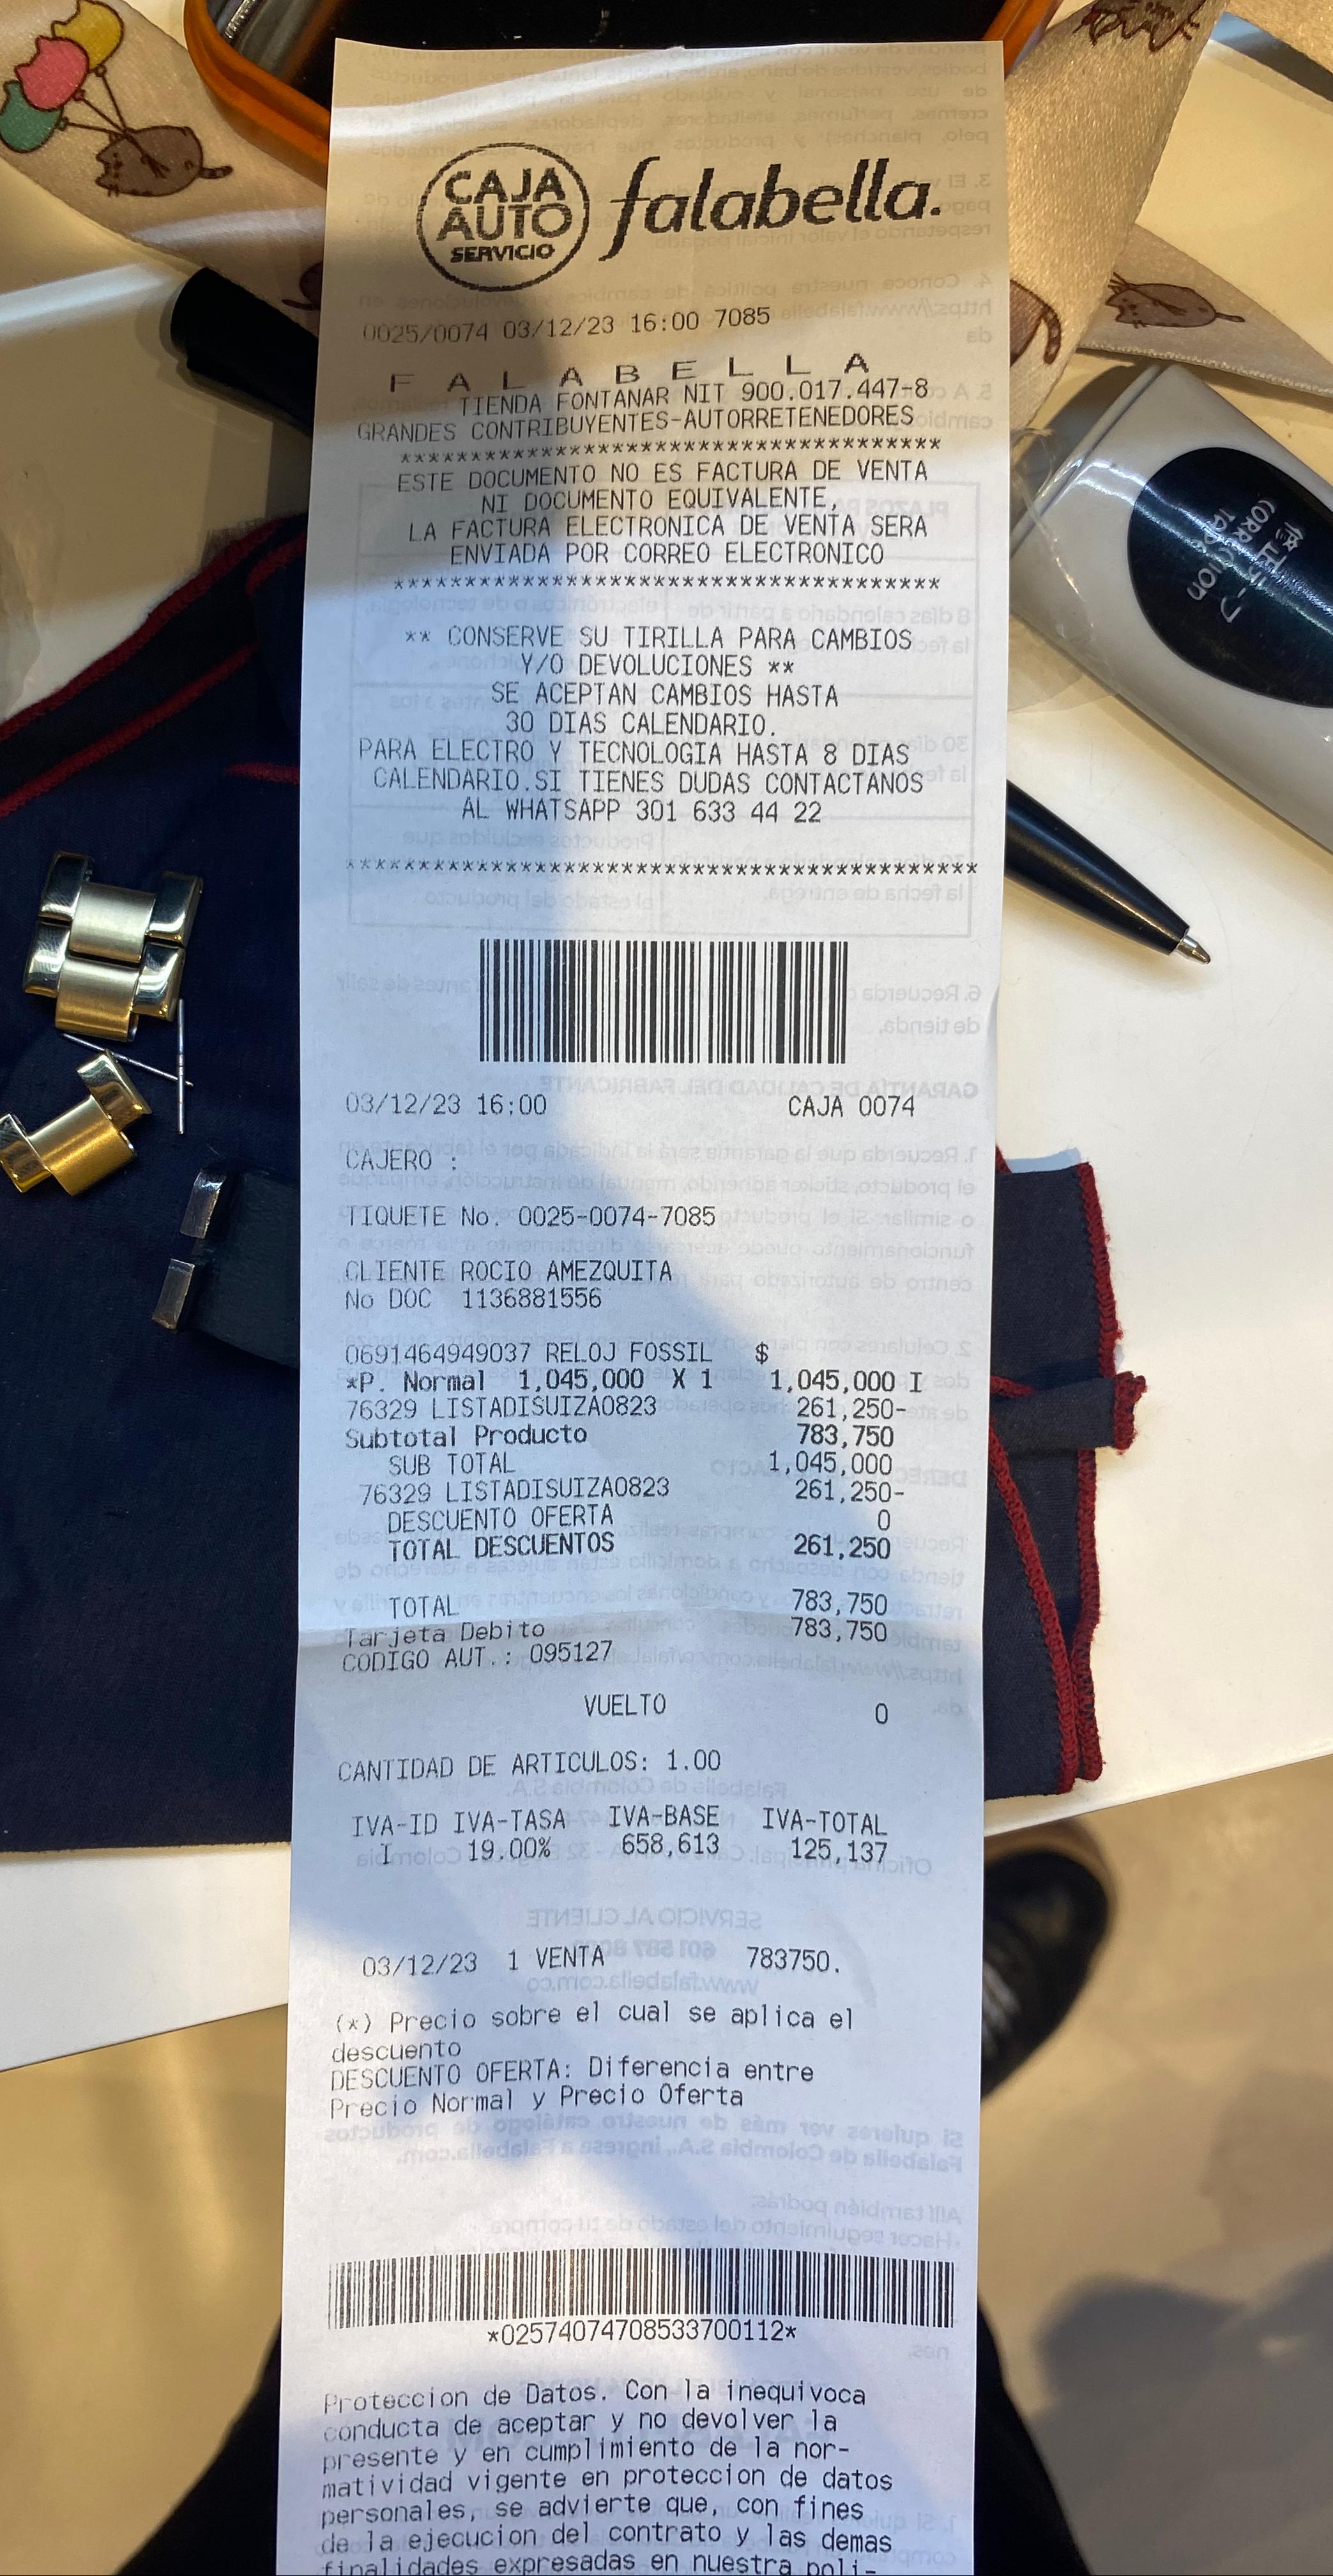 CAJA
AUTO
SERVICIO
falabella.
0025/0074 03/12/23 16:00 7085
F A L A B E L L A
TIENDA FONTANAR NIT 900.017.447-8
GRANDES CONTRIBUYENTES-AUTORRETENEDORES
**************************************
ESTE DOCUMENTO NO ES FACTURA DE VENTA
NI DOCUMENTO EQUIVALENTE,
LA FACTURA ELECTRONICA DE VENTA SERA
ENVIADA POR CORREO ELECTRONICO
**************************************
** CONSERVE SU TIRILLA PARA CAMBIOS
Y/O DEVOLUCIONES **
SE ACEPTAN CAMBIOS HASTA
30 DIAS CALENDARIO.
PARA ELECTRO Y TECNOLOGIA HASTA 8 DIAS
CALENDARIO.SI TIENES DUDAS CONTACTANOS
AL WHATSAPP 301 633 44 22
********************************************
03/12/23 16:00 CAJA 0074
CAJERO :
TIQUETE No. 0025-0074-7085
CLIENTE ROCIO AMEZQUITA
No DOC 1136881556
0691464949037 RELOJ FOSSIL $
*P. Normal 1,045,000 X 1 1,045,000 I
76329 LISTADISUIZA0823 261,250-
Subtotal Producto 783,750
SUB TOTAL 1,045,000
76329 LISTADISUIZA0823 261,250-
DESCUENTO OFERTA 0
TOTAL DESCUENTOS 261,250
TOTAL 783,750
Tarjeta Debito 783,750
CODIGO AUT.: 095127
VUELTO 0
CANTIDAD DE ARTICULOS: 1.00
IVA-ID IVA-TASA IVA-BASE IVA-TOTAL
I 19.00% 658,613 125,137
03/12/23 1 VENTA 783750.
(*) Precio sobre el cual se aplica el
descuento
DESCUENTO OFERTA: Diferencia entre
Precio Normal y Precio Oferta
*02574074708533700112*
Proteccion de Datos. Con la inequivoca
conducta de aceptar y no devolver la
presente y en cumplimiento de la nor-
matividad vigente en proteccion de datos
personales, se advierte que, con fines
de la ejecucion del contrato y las demas
finalidades expresadas en nuestra poli-
CORRECTION
TAPE